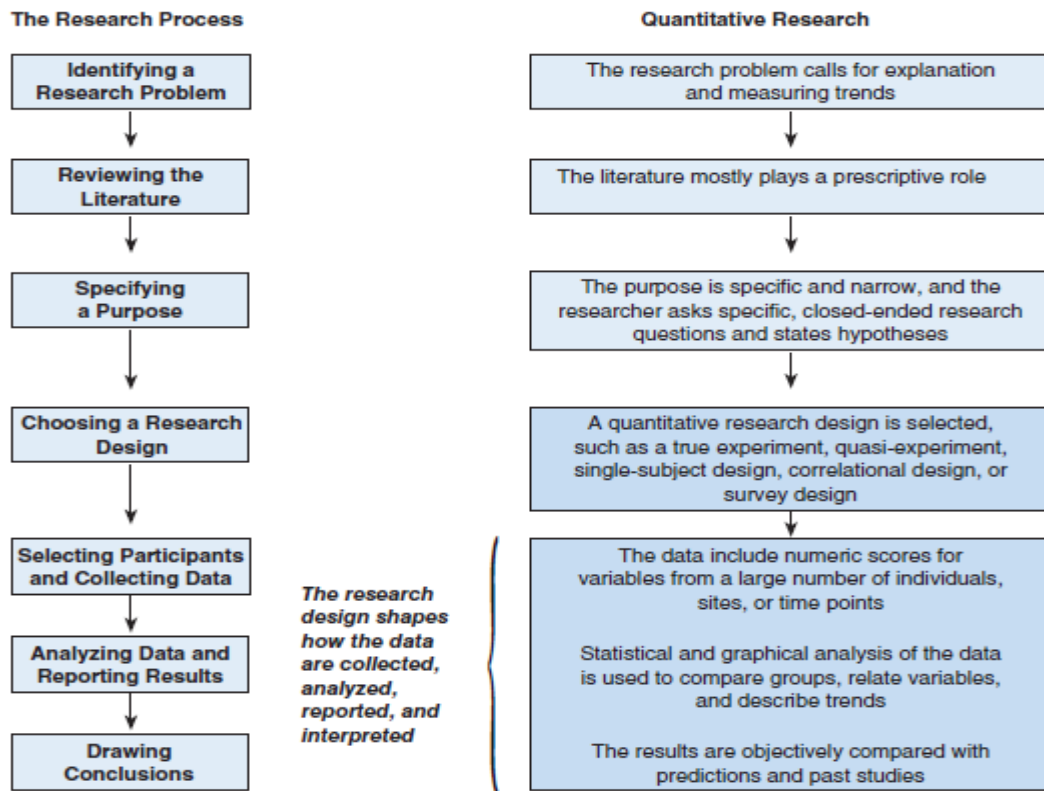 The Research Process
Identifying a
Research Problem
Reviewing the
Literature
Specifying
a Purpose
Choosing a Research
Design
Selecting Participants
and Collecting Data
Analyzing Data and
Reporting Results
Drawing
Conclusions
The research
design shapes
how the data
are collected,
analyzed,
reported, and
interpreted
Quantitative Research
The research problem calls for explanation
and measuring trends
The literature mostly plays a prescriptive role
The purpose is specific and narrow, and the
researcher asks specific, closed-ended research
questions and states hypotheses
A quantitative research design is selected,
such as a true experiment, quasi-experiment,
single-subject design, correlational design, or
survey design
The data include numeric scores for
variables from a large number of individuals,
sites, or time points
Statistical and graphical analysis of the data
is used to compare groups, relate variables,
and describe trends
The results are objectively compared with
predictions and past studies